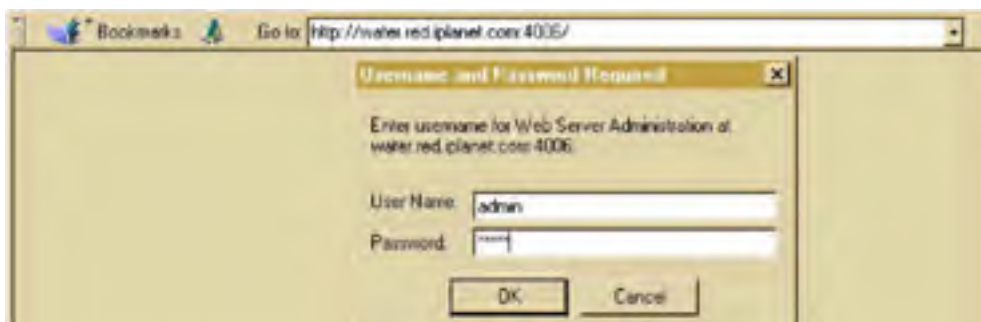 Bookmarks Go to: http://water.red.iplanet.com:4006/
Username and Password Required
Enter username for Web Server Administration at
water.red.iplanet.com:4006:
User Name: admin
Password: *****
OK Cancel